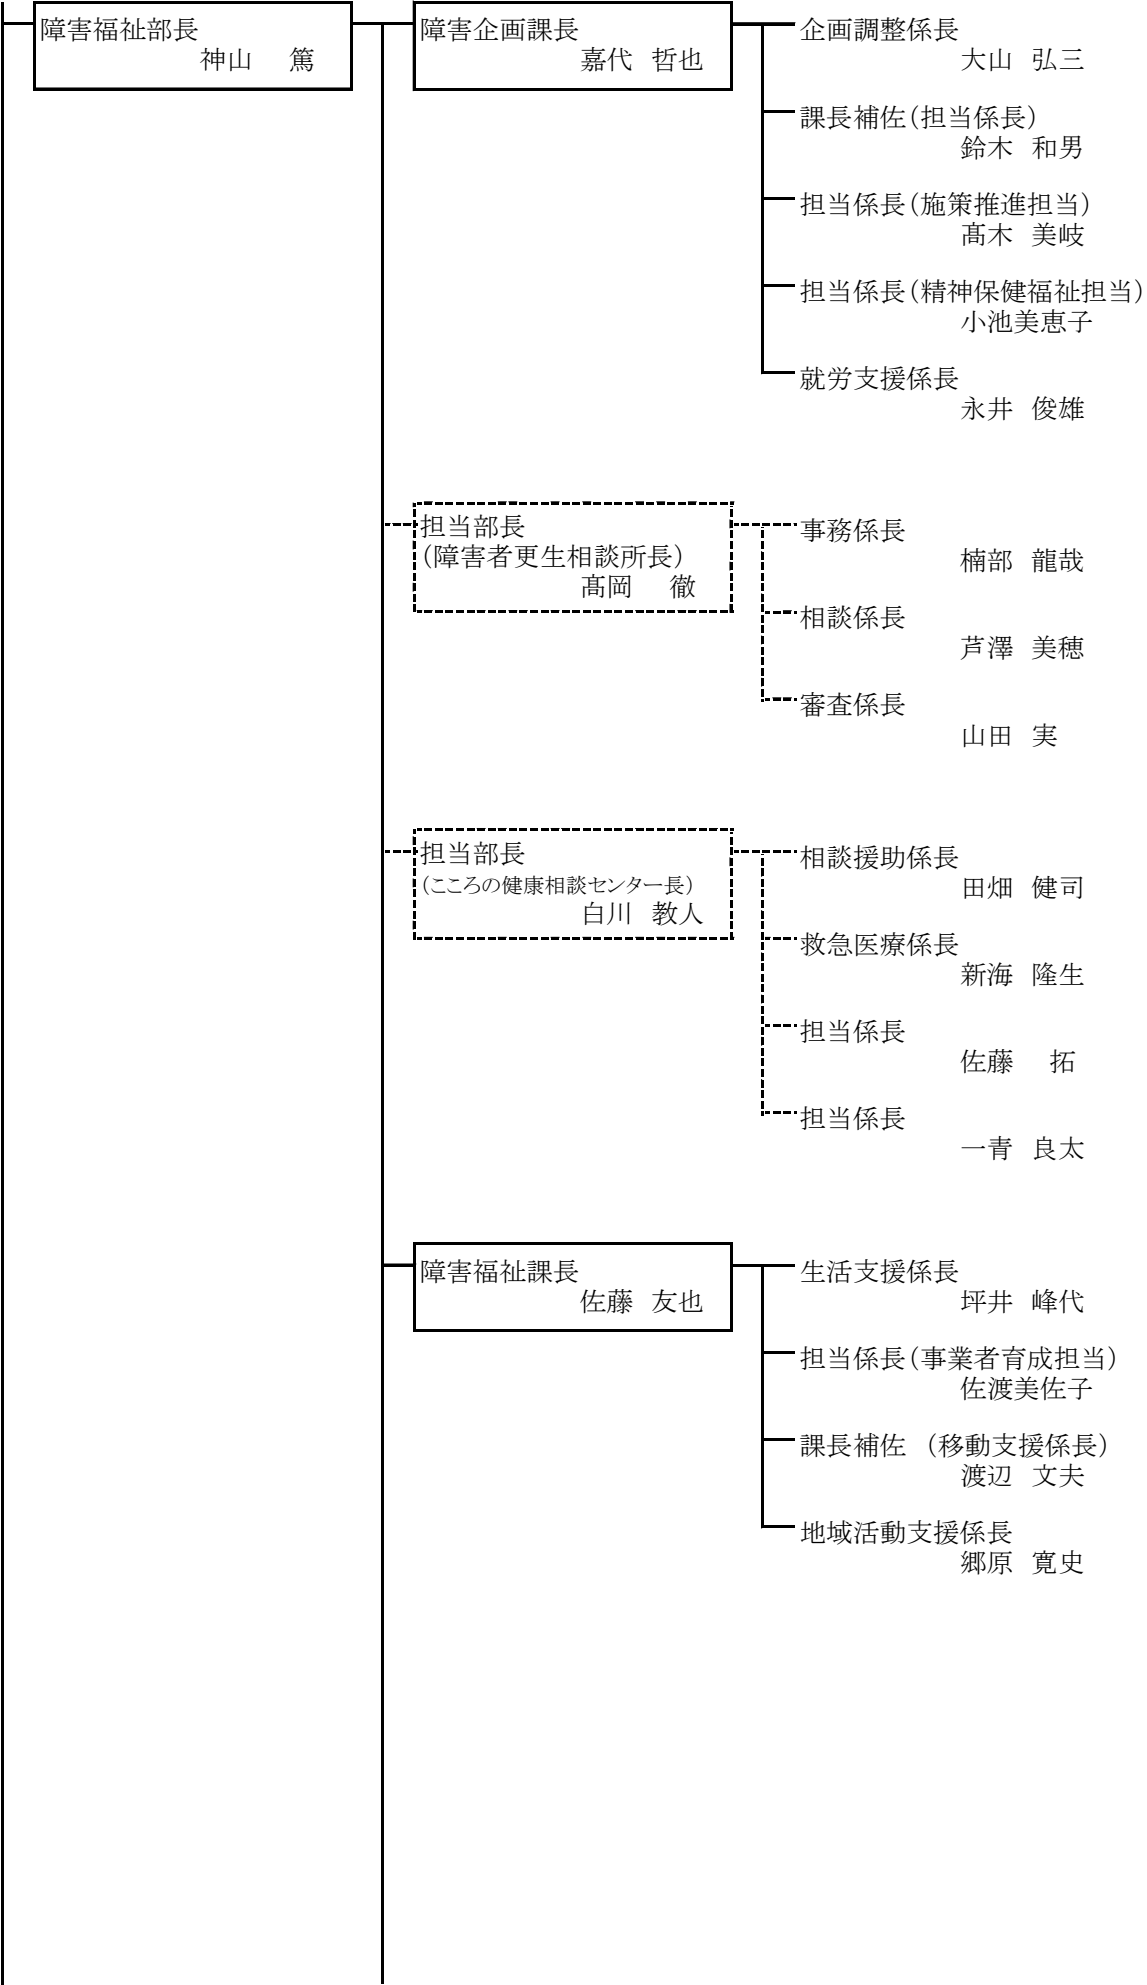 障害福祉部長
神山　篤
障害企画課長
嘉代 哲也
企画調整係長
大山 弘三
課長補佐（担当係長）
鈴木 和男
担当係長（施策推進担当）
髙木 美岐
担当係長（精神保健福祉担当）
小池美恵子
就労支援係長
永井 俊雄
担当部長
（障害者更生相談所長）
髙岡　徹
事務係長
楠部 龍哉
相談係長
芦澤 美穂
審査係長
山田 実
担当部長
（こころの健康相談センター長）
白川 教人
相談援助係長
田畑 健司
救急医療係長
新海 隆生
担当係長
佐藤　拓
担当係長
一青 良太
障害福祉課長
佐藤 友也
生活支援係長
坪井 峰代
担当係長（事業者育成担当）
佐渡美佐子
課長補佐 （移動支援係長）
渡辺 文夫
地域活動支援係長
郷原 寛史